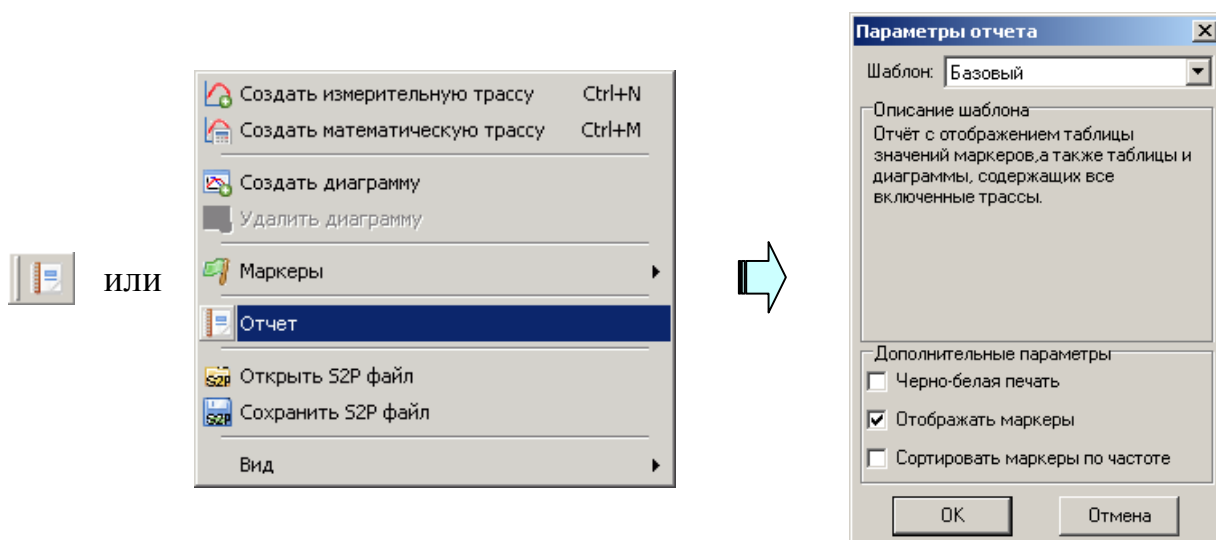 или
Создать измерительную трассу Ctrl+N
Создать математическую трассу Ctrl+M
Создать диаграмму
Удалить диаграмму
Маркеры
Отчет
S2P Открыть S2P файл
S2P Сохранить S2P файл
Вид
Параметры отчета
Шаблон: Базовый
Описание шаблона
Отчёт с отображением таблицы
значений маркеров,а также таблицы и
диаграммы, содержащих все
включенные трассы.
Дополнительные параметры
Черно-белая печать
Отображать маркеры
Сортировать маркеры по частоте
OK Отмена